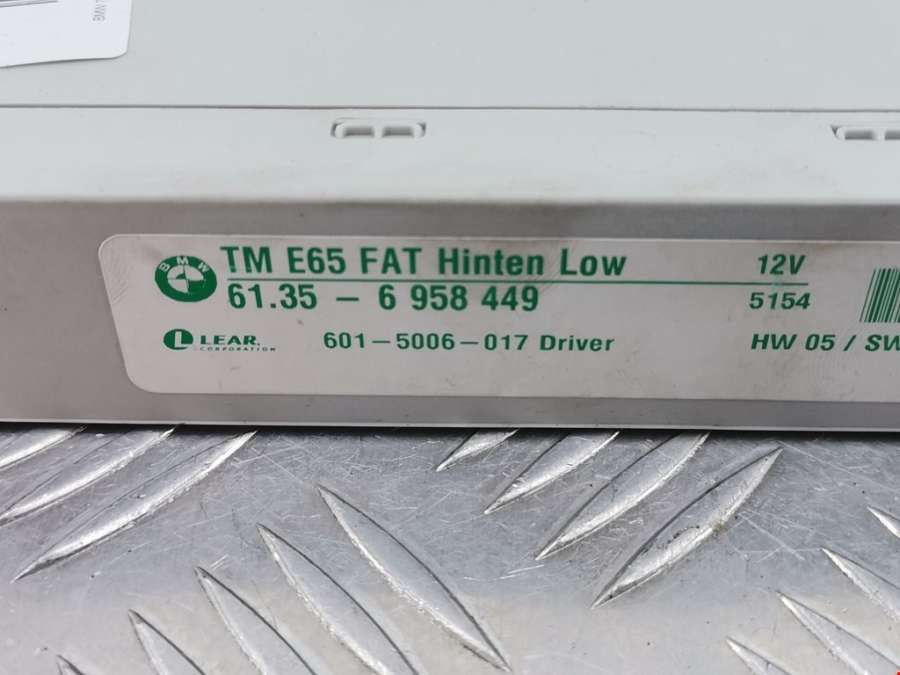 BMW
BMW
TM E65 FAT Hinten Low 12V
61.35 – 6 958 449 5154
LEAR.
CORPORATION
601–5006–017 Driver HW 05 / SW